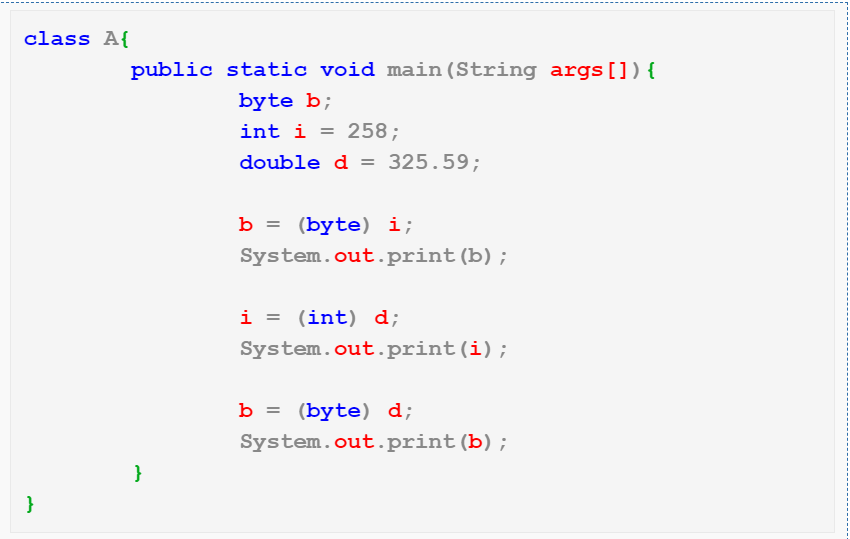 class A{
public static void main(String args[]){
byte b;
int i = 258;
double d = 325.59;
b = (byte) i;
System.out.print(b);
i = (int) d;
System.out.print(i);
b = (byte) d;
System.out.print(b);
}
}